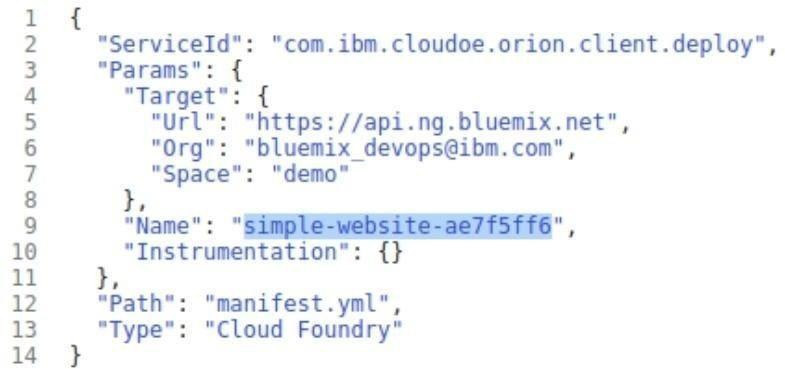 1 {
2 "ServiceId": "com.ibm.cloudoe.orion.client.deploy",
3 "Params": {
4 "Target": {
5 "Url": "https://api.ng.bluemix.net",
6 "Org": "bluemix_devops@ibm.com",
7 "Space": "demo"
8 },
9 "Name": "simple-website-ae7f5ff6",
10 "Instrumentation": {}
11 },
12 "Path": "manifest.yml",
13 "Type": "Cloud Foundry"
14 }